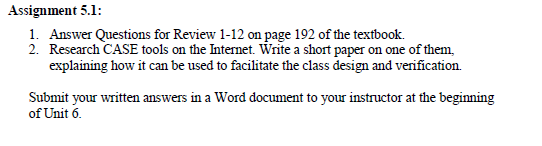 Assignment 5.1:
1. Answer Questions for Review 1-12 on page 192 of the textbook.
2. Research CASE tools on the Internet. Write a short paper on one of them,
explaining how it can be used to facilitate the class design and verification.
Submit your written answers in a Word document to your instructor at the beginning
of Unit 6.